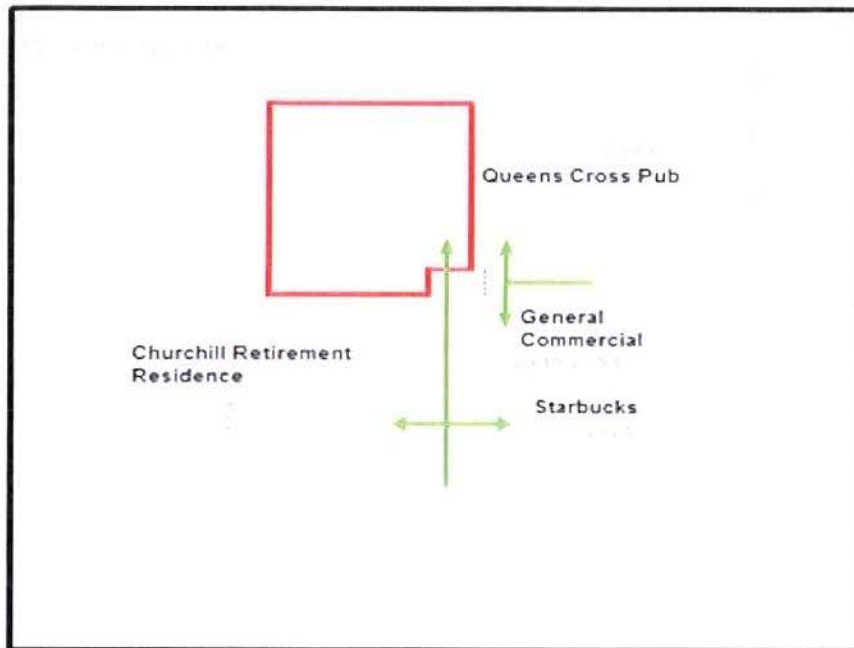 Queens Cross Pub
General
Commercial
Churchill Retirement
Residence
Starbucks